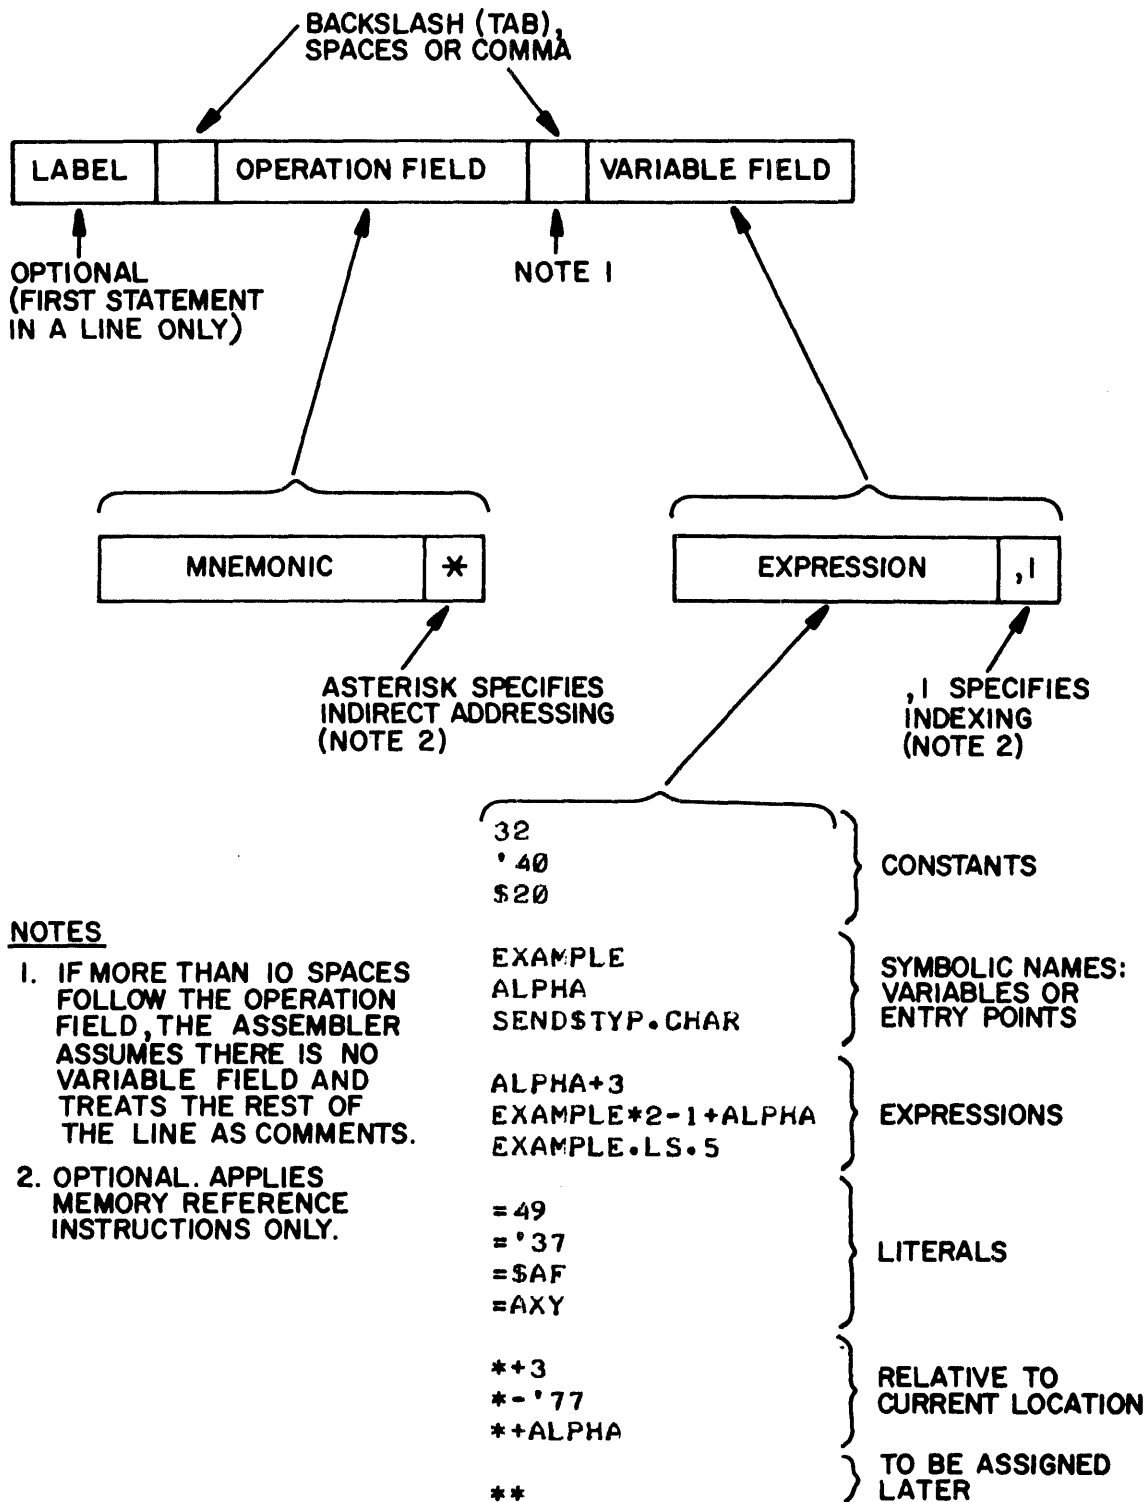 BACKSLASH (TAB),
SPACES OR COMMA
LABEL
OPERATION FIELD
VARIABLE FIELD
OPTIONAL
(FIRST STATEMENT
IN A LINE ONLY)
NOTE 1
MNEMONIC
*
EXPRESSION
,1
ASTERISK SPECIFIES
INDIRECT ADDRESSING
(NOTE 2)
,1 SPECIFIES
INDEXING
(NOTE 2)
32
'40
$20
CONSTANTS
EXAMPLE
ALPHA
SEND$TYP.CHAR
SYMBOLIC NAMES:
VARIABLES OR
ENTRY POINTS
ALPHA+3
EXAMPLE*2-1+ALPHA
EXAMPLE.LS.5
EXPRESSIONS
=49
='37
=$AF
=AXY
LITERALS
*+3
*-'77
*+ALPHA
RELATIVE TO
CURRENT LOCATION
**
TO BE ASSIGNED
LATER
NOTES
1. IF MORE THAN 10 SPACES
FOLLOW THE OPERATION
FIELD, THE ASSEMBLER
ASSUMES THERE IS NO
VARIABLE FIELD AND
TREATS THE REST OF
THE LINE AS COMMENTS.
2. OPTIONAL. APPLIES
MEMORY REFERENCE
INSTRUCTIONS ONLY.